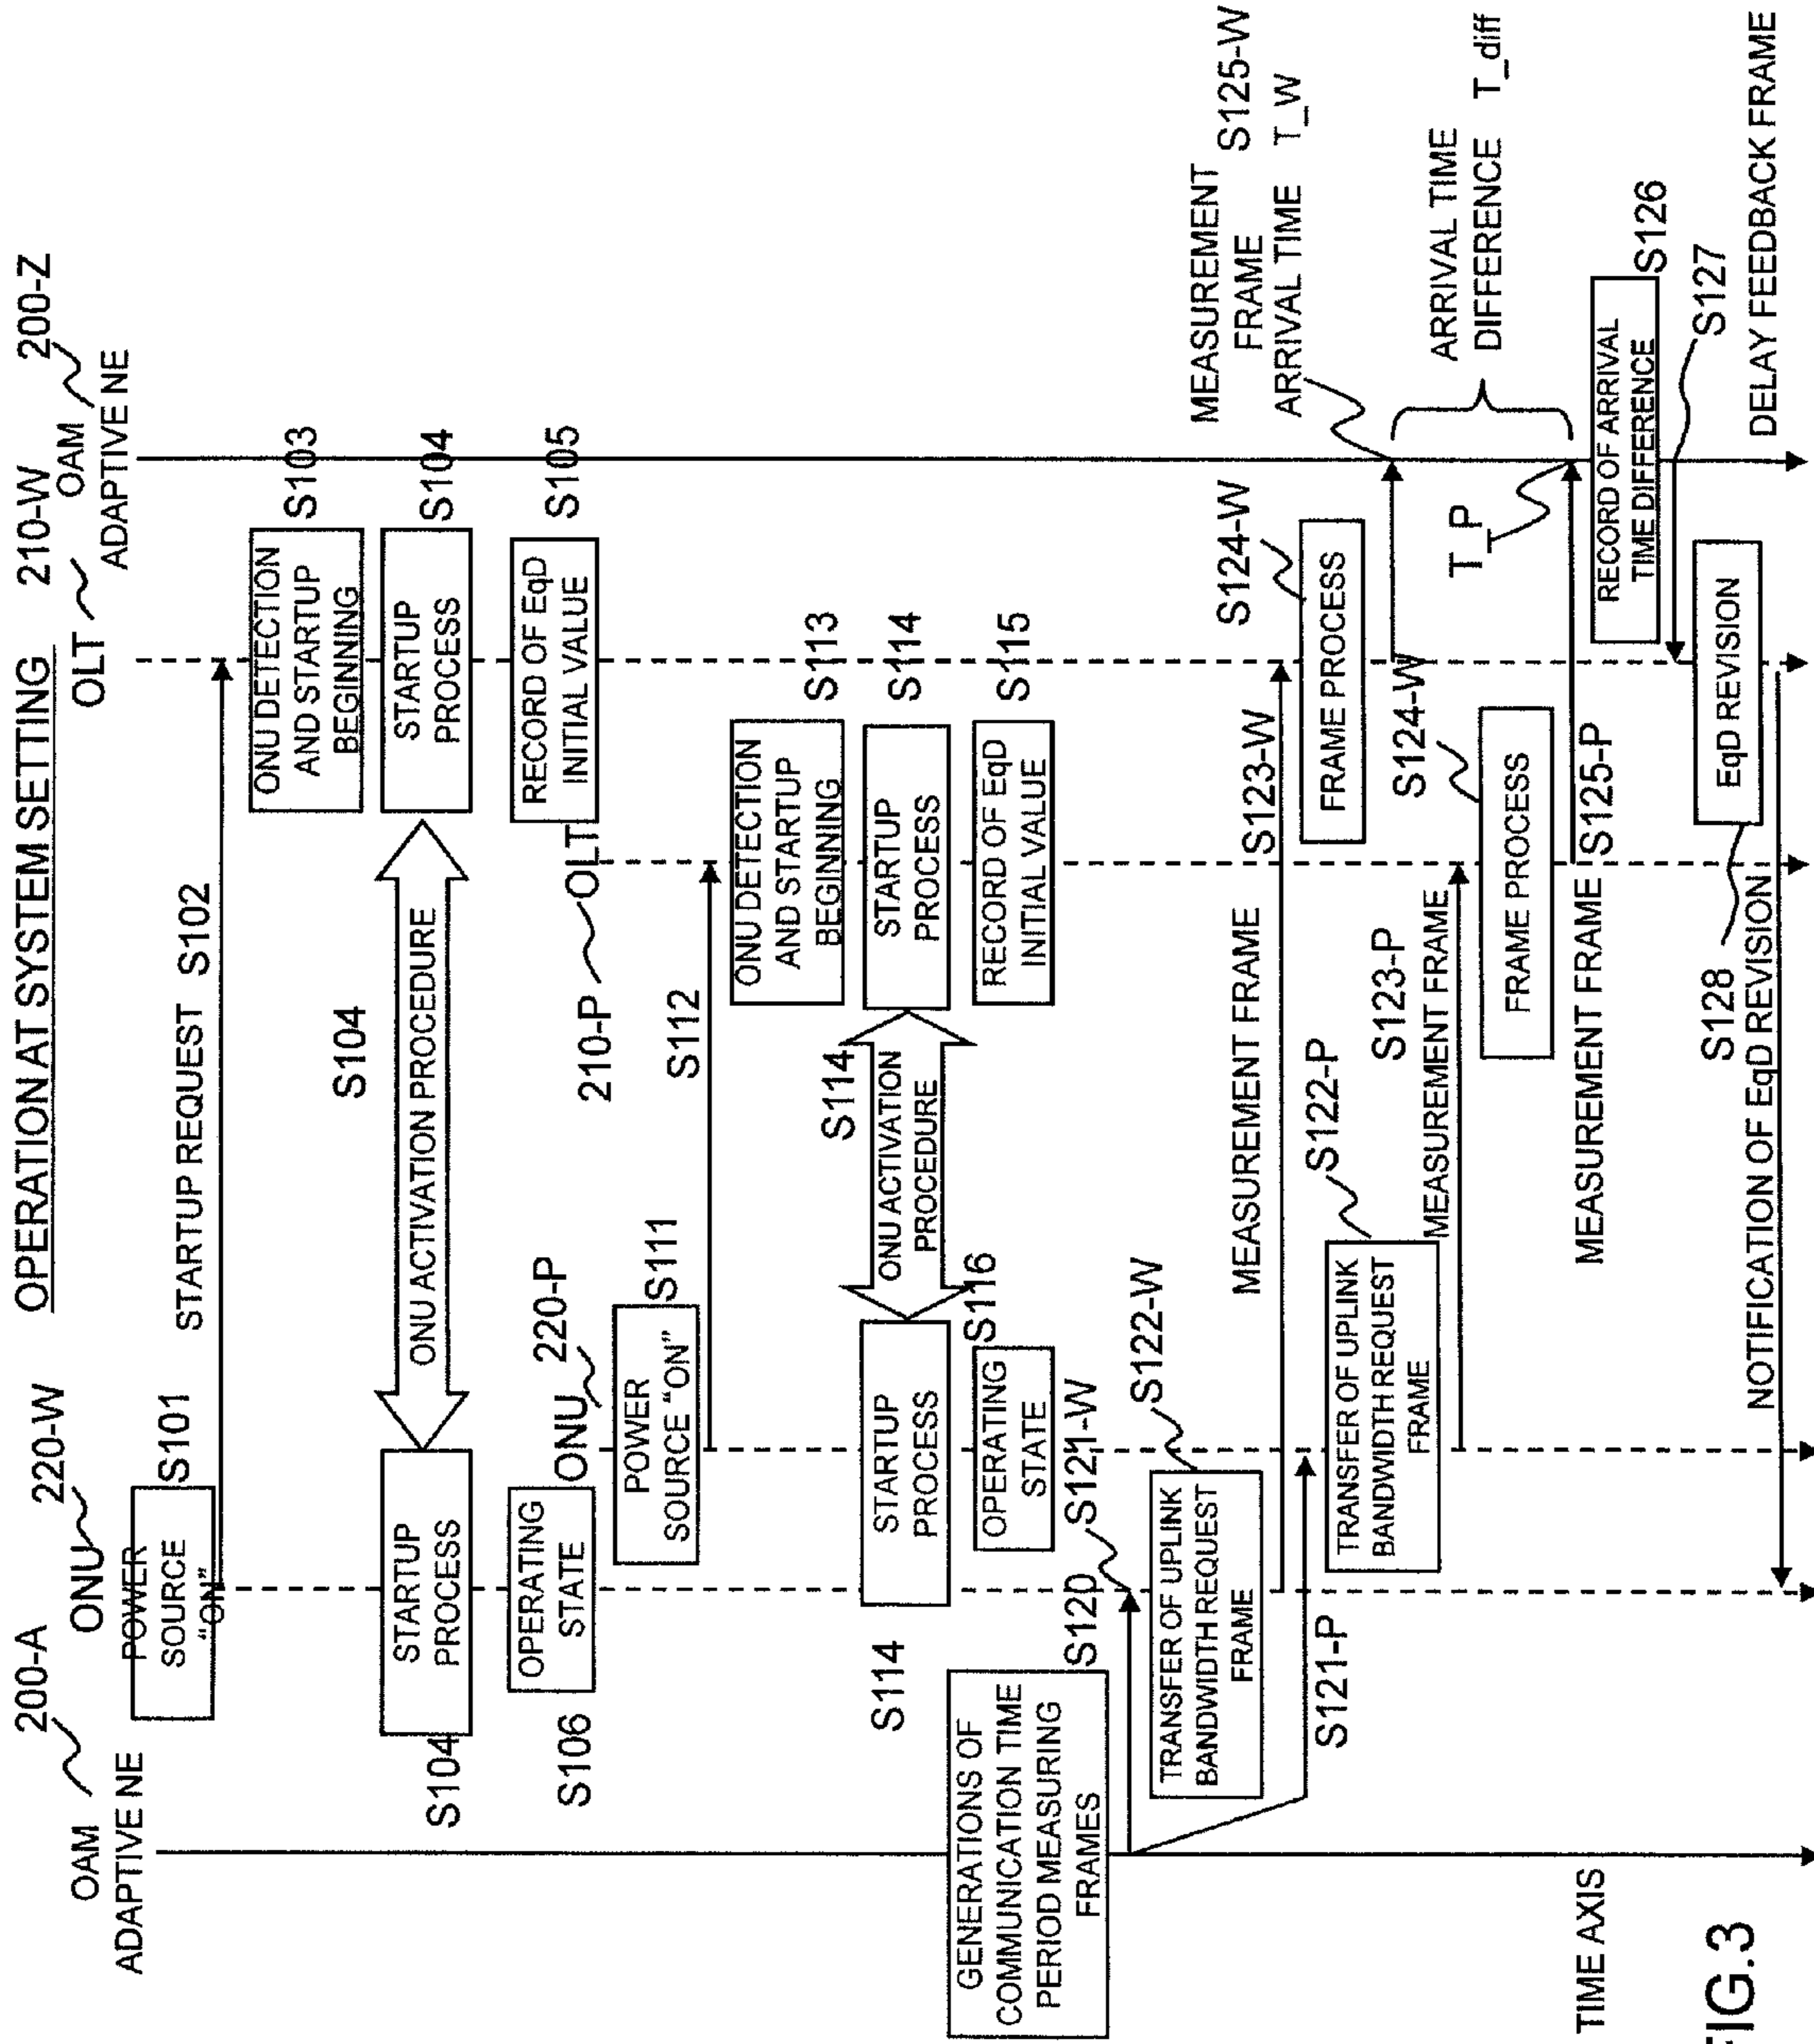 OPERATION AT SYSTEM SETTING
200-A
220-W
210-W
200-Z
OAM
ADAPTIVE NE
ONU
OLT
OAM
ADAPTIVE NE
POWER
SOURCE
"ON"
S101
STARTUP REQUEST S102
ONU DETECTION
AND STARTUP
BEGINNING
S103
S104
STARTUP
PROCESS
S104
ONU ACTIVATION PROCEDURE
STARTUP
PROCESS
S104
OPERATING
STATE
S106
RECORD OF EqD
INITIAL VALUE
S105
ONU
220-P
210-P
OLT
POWER
SOURCE "ON"
S111
S112
ONU DETECTION
AND STARTUP
BEGINNING
S113
S114
STARTUP
PROCESS
S114
ONU ACTIVATION
PROCEDURE
STARTUP
PROCESS
S114
OPERATING
STATE
S116
RECORD OF EqD
INITIAL VALUE
S115
GENERATIONS OF
COMMUNICATION TIME
PERIOD MEASURING
FRAMES
S120
S121-W
S122-W
TRANSFER OF UPLINK
BANDWIDTH REQUEST
FRAME
MEASUREMENT FRAME
S123-W
S121-P
S122-P
TRANSFER OF UPLINK
BANDWIDTH REQUEST
FRAME
S124-W
FRAME PROCESS
MEASUREMENT
FRAME
ARRIVAL TIME
S125-W
T_W
MEASUREMENT FRAME
S123-P
S124-W
FRAME PROCESS
T_P
ARRIVAL TIME
DIFFERENCE T_diff
MEASUREMENT FRAME
S125-P
RECORD OF ARRIVAL
TIME DIFFERENCE
S126
S127
DELAY FEEDBACK FRAME
EqD REVISION
S128
NOTIFICATION OF EqD REVISION
TIME AXIS
FIG.3